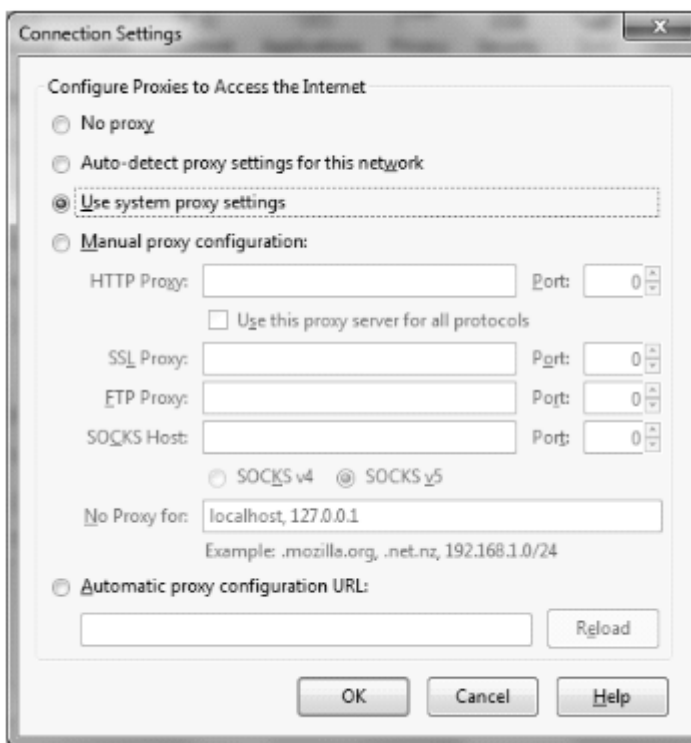 Connection Settings
Configure Proxies to Access the Internet
No proxy
Auto-detect proxy settings for this network
Use system proxy settings
Manual proxy configuration:
HTTP Proxy: Port: 0
Use this proxy server for all protocols
SSL Proxy: Port: 0
FTP Proxy: Port: 0
SOCKS Host: Port: 0
SOCKS v4 SOCKS v5
No Proxy for: localhost, 127.0.0.1
Example: .mozilla.org, .net.nz, 192.168.1.0/24
Automatic proxy configuration URL:
Reload
OK Cancel Help